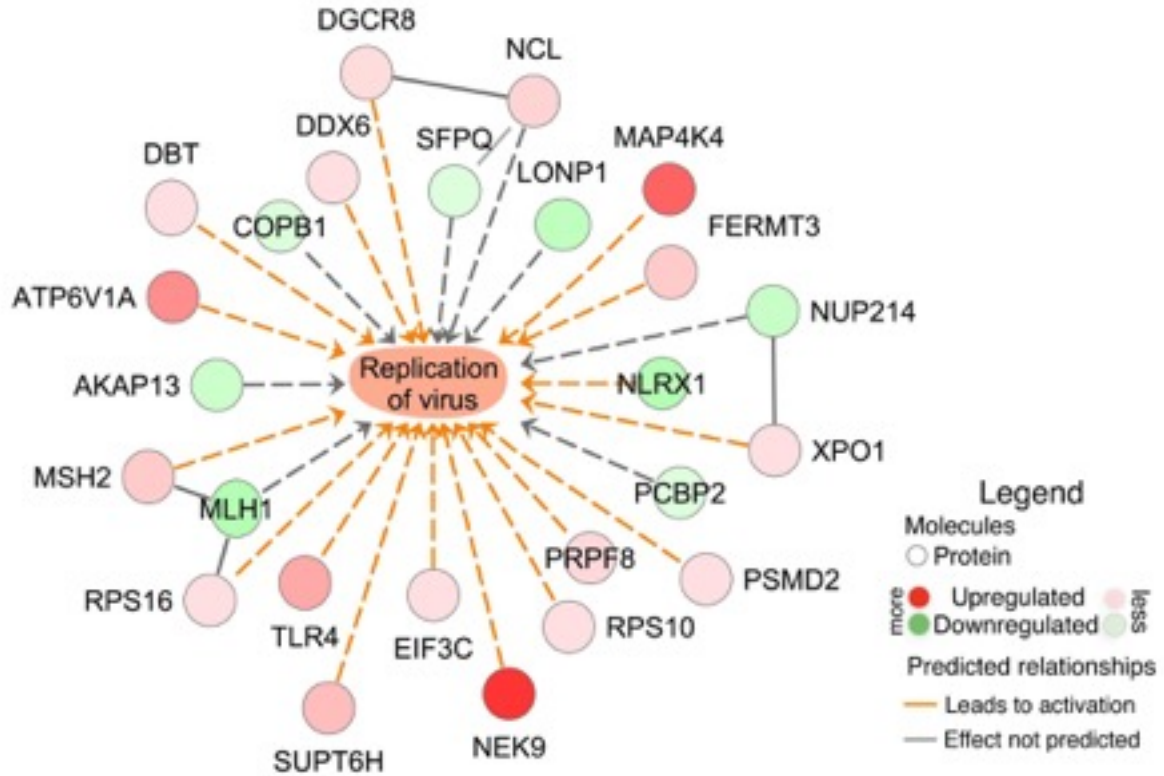 DGCR8
NCL
DDX6
SFPQ
MAP4K4
DBT
LONP1
COPB1
FERMT3
ATP6V1A
NUP214
Replication
of virus
AKAP13
NLRX1
MSH2
XPO1
MLH1
PCBP2
PRPF8
PSMD2
RPS16
TLR4
EIF3C
RPS10
SUPT6H
NEK9
Legend
Molecules
Protein
more
Upregulated
Downregulated
less
Predicted relationships
Leads to activation
Effect not predicted